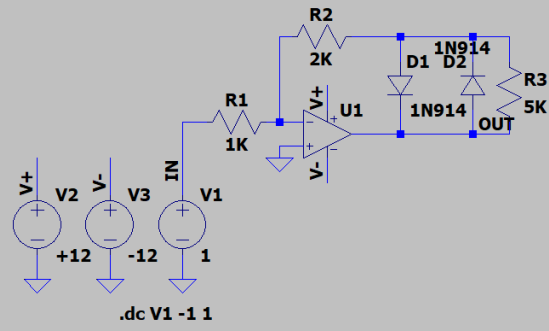 R2
2K
1N914
D1
D2
R3
5K
1N914
OUT
R1
1K
V+
U1
V-
IN
V+
V2
+12
V-
V3
-12
V1
1
.dc V1 -1 1